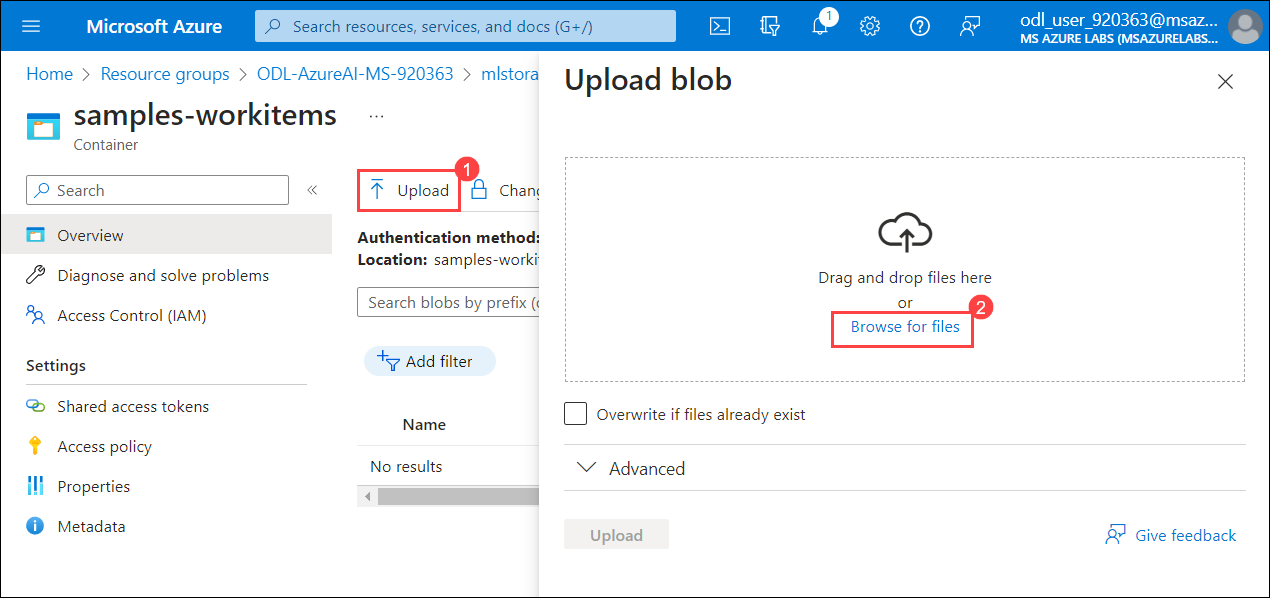 Microsoft Azure
Search resources, services, and docs (G+/)
1
odl_user_920363@msaz...
MS AZURE LABS (MSAZURELABS...
Home > Resource groups > ODL-AzureAI-MS-920363 > mlstora
samples-workitems ...
Container
Search
«
Overview
Diagnose and solve problems
Access Control (IAM)
Settings
Shared access tokens
Access policy
Properties
Metadata
1
Upload
Chang
Authentication method:
Location: samples-workit
Search blobs by prefix (c
Add filter
Name
No results
Upload blob
Drag and drop files here
or
2
Browse for files
Overwrite if files already exist
Advanced
Upload
Give feedback